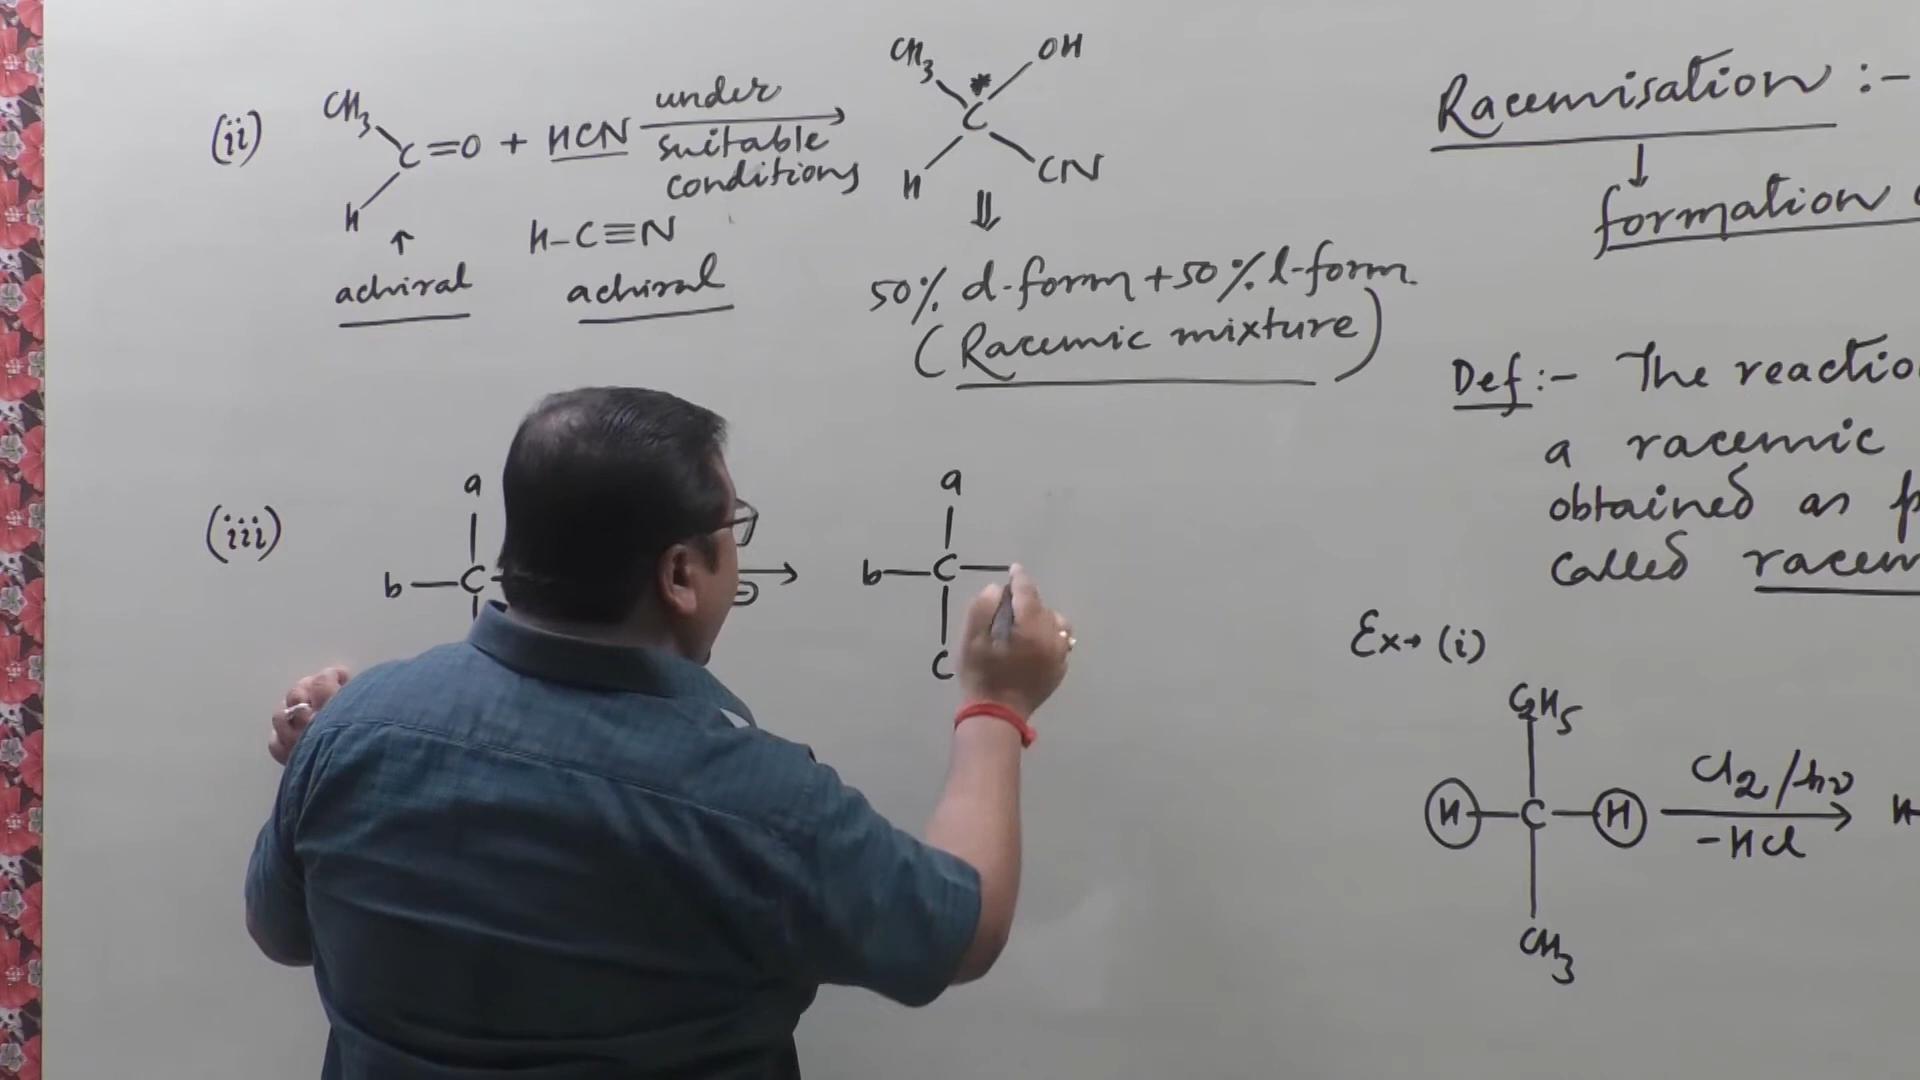 (ii)
CH3
H
C=O + HCN
under
suitable
conditions
CH3
OH
*
C
H
CN
↑
achiral
H-C≡N
achiral
⇓
50% d-form + 50% l-form.
(Racemic mixture)
(iii)
a
b—C
→
⊖
a
b—C—
C
Racemisation :-
↓
formation
Def :- The reactio
a racemic
obtained as p
called racem
Ex→ (i)
C2H5
H—C—H
Cl2/hν
-HCl
H
CH3